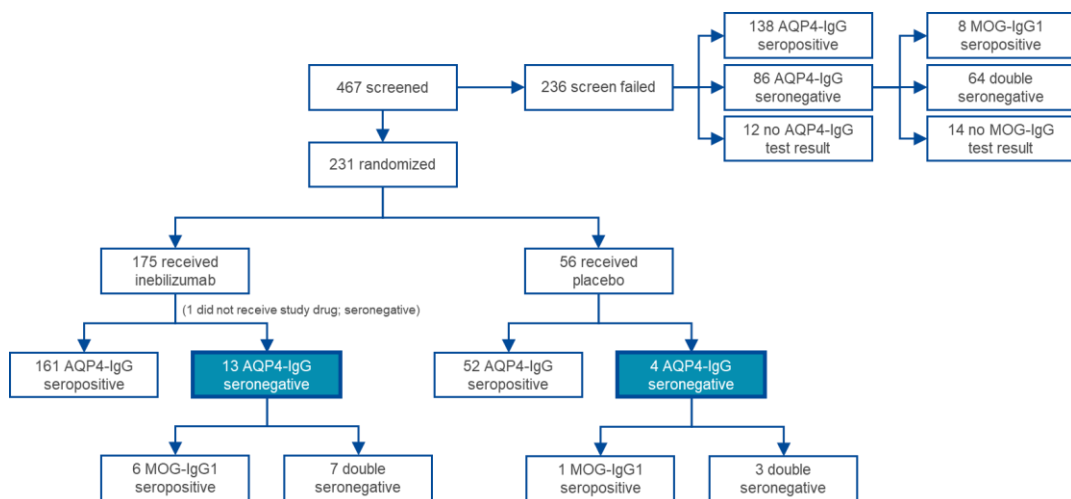 138 AQP4-IgG
seropositive
8 MOG-IgG1
seropositive
467 screened
236 screen failed
86 AQP4-IgG
seronegative
64 double
seronegative
12 no AQP4-IgG
test result
14 no MOG-IgG
test result
231 randomized
175 received
inebilizumab
56 received
placebo
(1 did not receive study drug; seronegative)
161 AQP4-IgG
seropositive
13 AQP4-IgG
seronegative
52 AQP4-IgG
seropositive
4 AQP4-IgG
seronegative
6 MOG-IgG1
seropositive
7 double
seronegative
1 MOG-IgG1
seropositive
3 double
seronegative